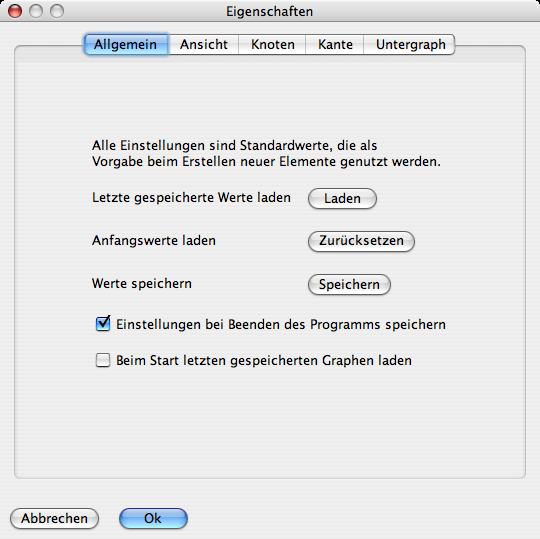 Eigenschaften
Allgemein Ansicht Knoten Kante Untergraph
Alle Einstellungen sind Standardwerte, die als
Vorgabe beim Erstellen neuer Elemente genutzt werden.
Letzte gespeicherte Werte laden Laden
Anfangswerte laden Zurücksetzen
Werte speichern Speichern
Einstellungen bei Beenden des Programms speichern
Beim Start letzten gespeicherten Graphen laden
Abbrechen Ok